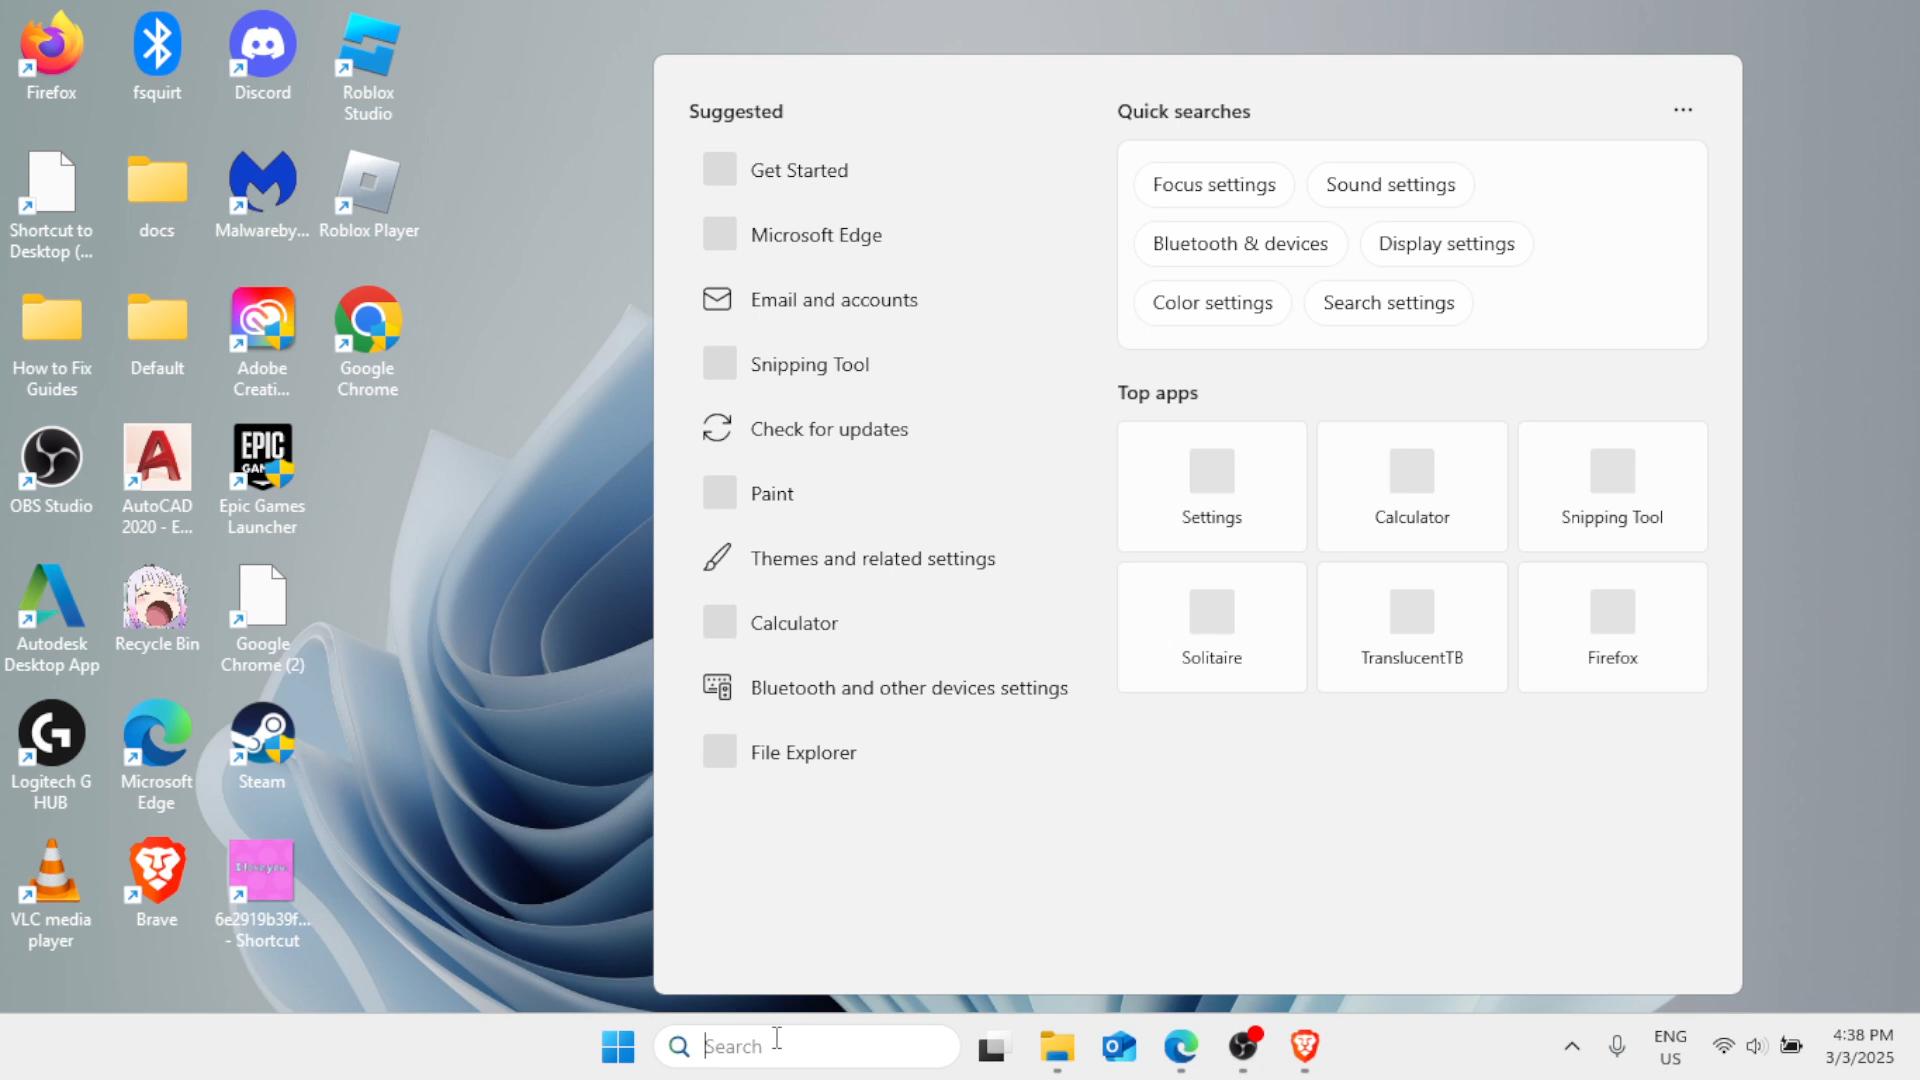 Firefox
fsquirt
Discord
Roblox
Studio
Shortcut to
Desktop (...
docs
Malwareby...
Roblox Player
How to Fix
Guides
Default
Adobe
Creati...
Google
Chrome
OBS Studio
AutoCAD
2020 - E...
EPIC
GAMES
Epic Games
Launcher
Autodesk
Desktop App
Recycle Bin
Google
Chrome (2)
Logitech G
HUB
Microsoft
Edge
Steam
VLC media
player
Brave
I love you.
6e2919b39f...
- Shortcut
Suggested
Get Started
Microsoft Edge
Email and accounts
Snipping Tool
Check for updates
Paint
Themes and related settings
Calculator
Bluetooth and other devices settings
File Explorer
Quick searches
Focus settings
Sound settings
Bluetooth & devices
Display settings
Color settings
Search settings
Top apps
Settings
Calculator
Snipping Tool
Solitaire
TranslucentTB
Firefox
Search
ENG
US
4:38 PM
3/3/2025